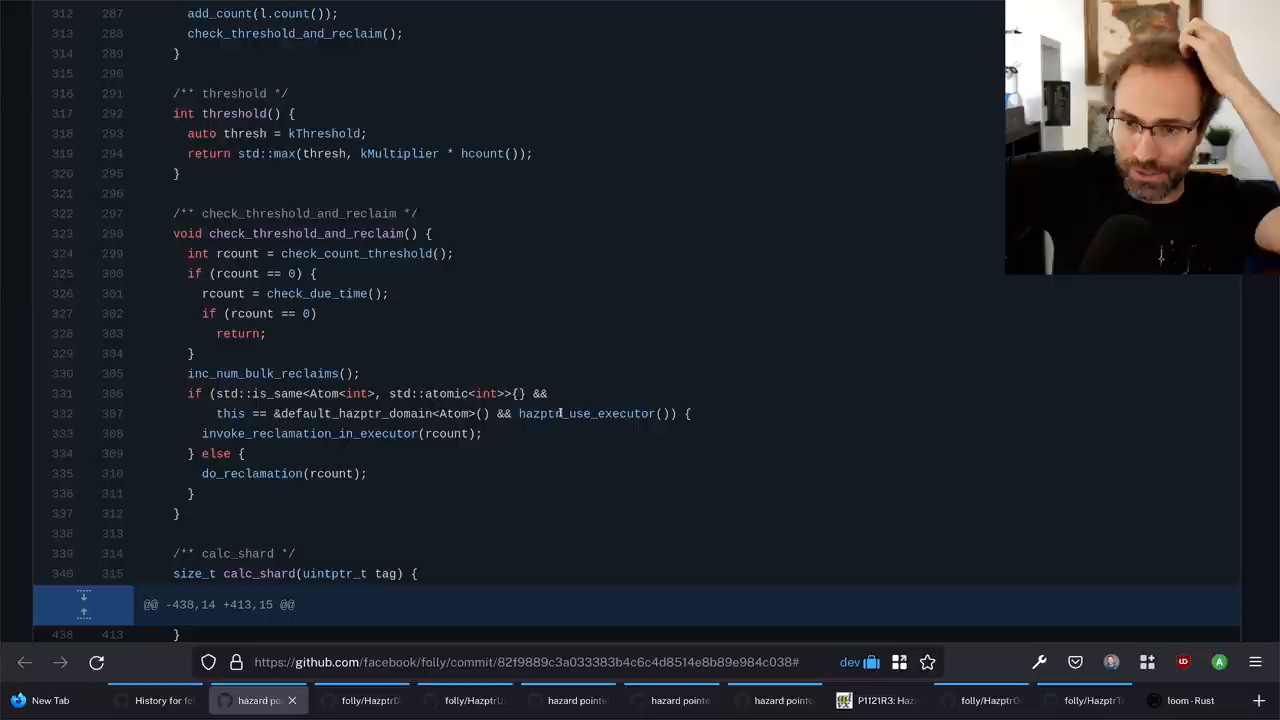 312 287 add_count(l.count());
313 288 check_threshold_and_reclaim();
314 289 }
315 290
316 291 /** threshold */
317 292 int threshold() {
318 293 auto thresh = kThreshold;
319 294 return std::max(thresh, kMultiplier * hcount());
320 295 }
321 296
322 297 /** check_threshold_and_reclaim */
323 298 void check_threshold_and_reclaim() {
324 299 int rcount = check_count_threshold();
325 300 if (rcount == 0) {
326 301 rcount = check_due_time();
327 302 if (rcount == 0)
328 303 return;
329 304 }
330 305 inc_num_bulk_reclaims();
331 306 if (std::is_same<Atom<int>, std::atomic<int>>{} &&
332 307 this == &default_hazptr_domain<Atom>() && hazptr_use_executor()) {
333 308 invoke_reclamation_in_executor(rcount);
334 309 } else {
335 310 do_reclamation(rcount);
336 311 }
337 312 }
338 313
339 314 /** calc_shard */
340 315 size_t calc_shard(uintptr_t tag) {
@@ -438,14 +413,15 @@
438 413 }
https://github.com/facebook/folly/commit/82f9889c3a033383b4c6c4d8514e8b89e984c038# dev
New Tab History for fo hazard po folly/HazptrD folly/HazptrU hazard pointe hazard pointe hazard pointe P1121R3: Haz folly/HazptrO folly/HazptrT loom - Rust